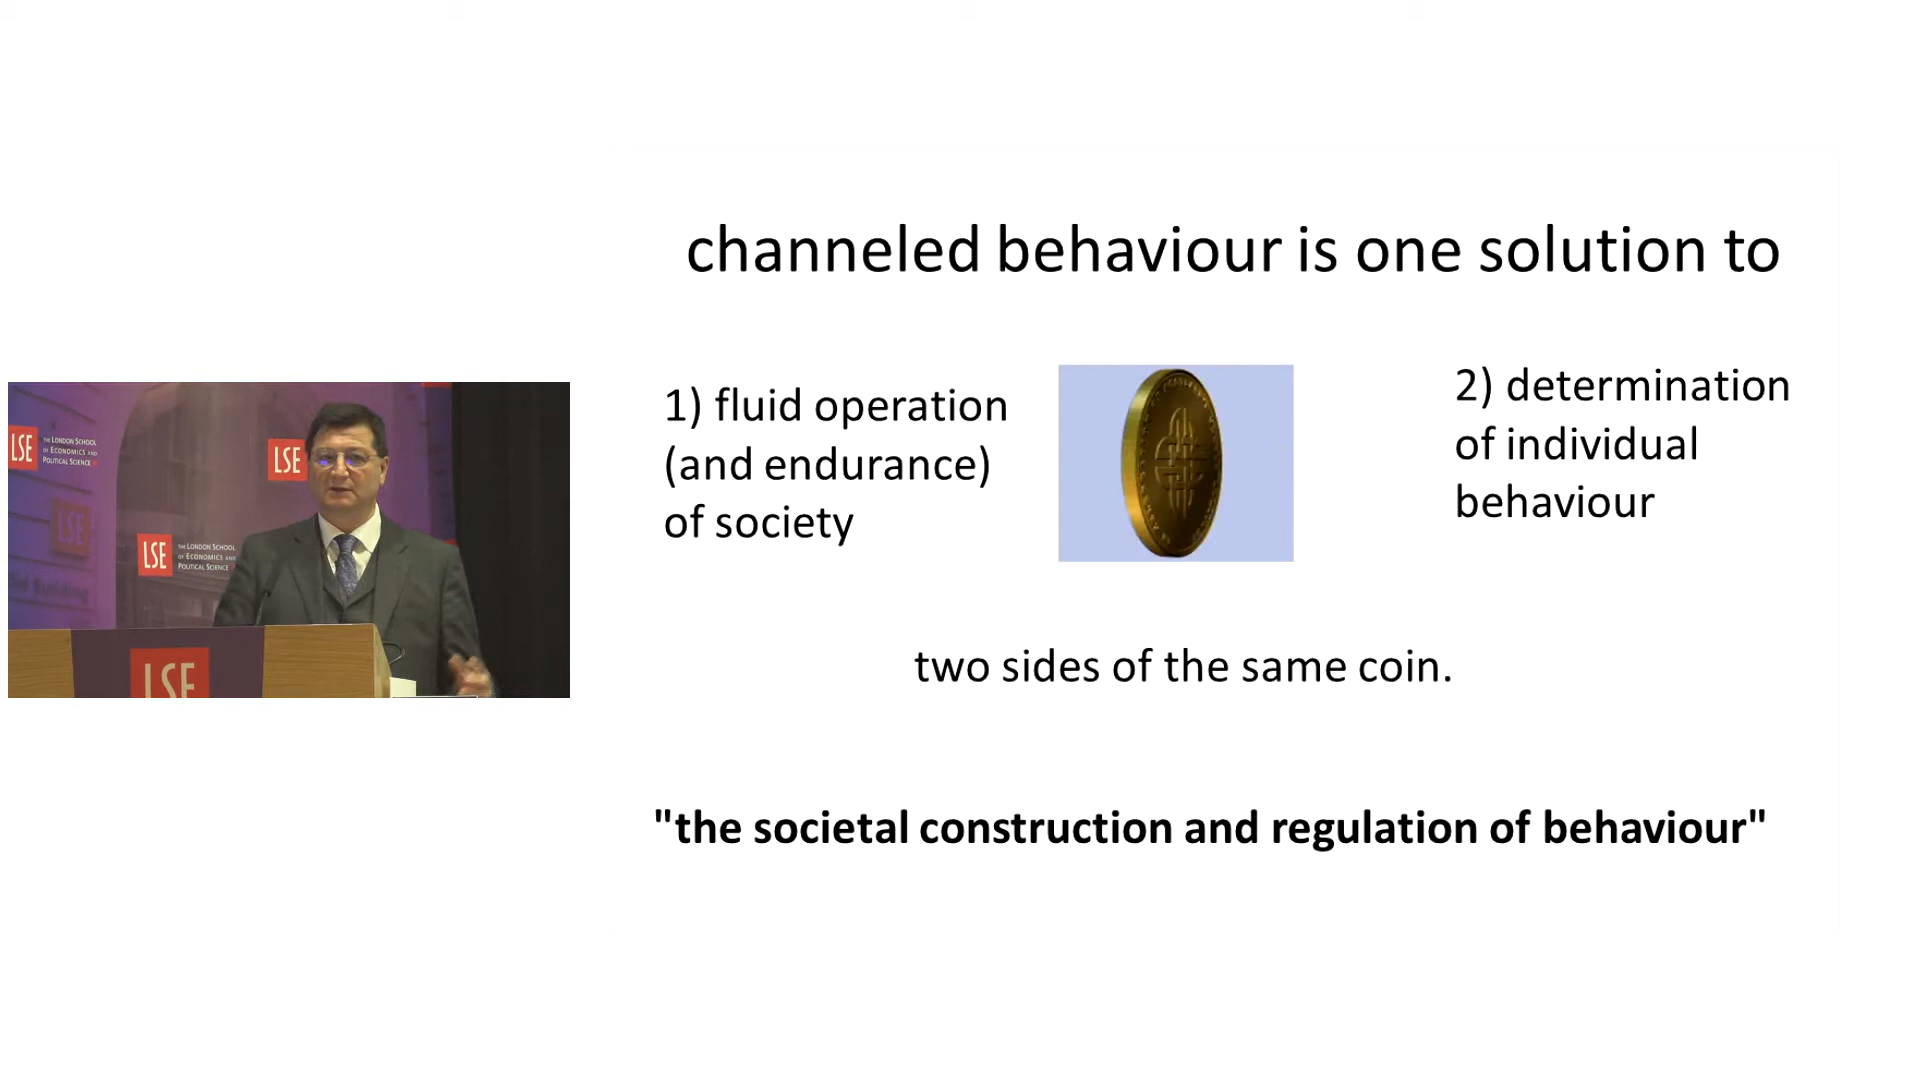 channeled behaviour is one solution to
1) fluid operation
(and endurance)
of society
2) determination
of individual
behaviour
two sides of the same coin.
"the societal construction and regulation of behaviour"
LSE
THE LONDON SCHOOL
OF ECONOMICS AND
POLITICAL SCIENCE
LSE
LSE
LSE
THE LONDON SCHOOL
OF ECONOMICS AND
POLITICAL SCIENCE
Building
LSE